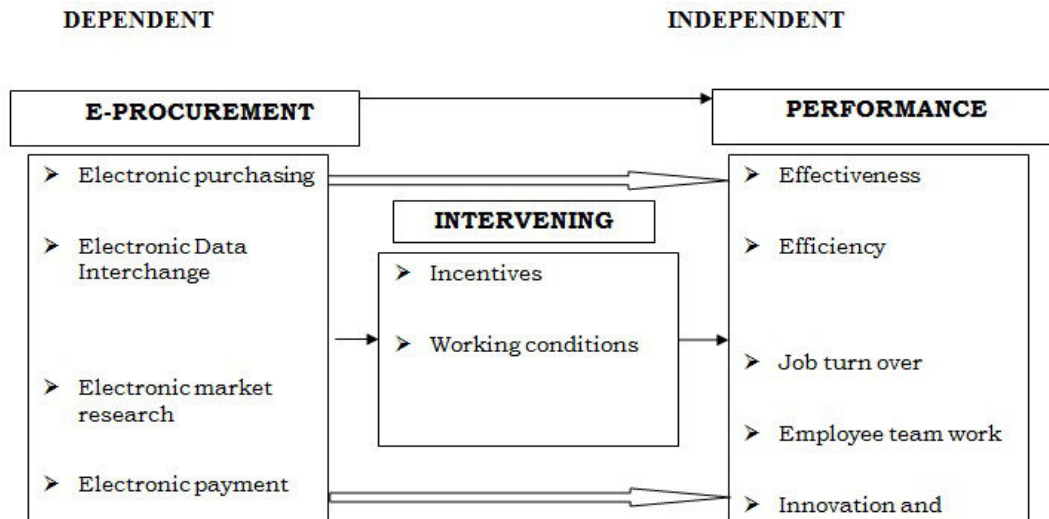 DEPENDENT
INDEPENDENT
E-PROCUREMENT
PERFORMANCE
➢ Electronic purchasing
➢ Electronic Data
Interchange
➢ Electronic market
research
➢ Electronic payment
INTERVENING
➢ Incentives
➢ Working conditions
➢ Effectiveness
➢ Efficiency
➢ Job turn over
➢ Employee team work
➢ Innovation and